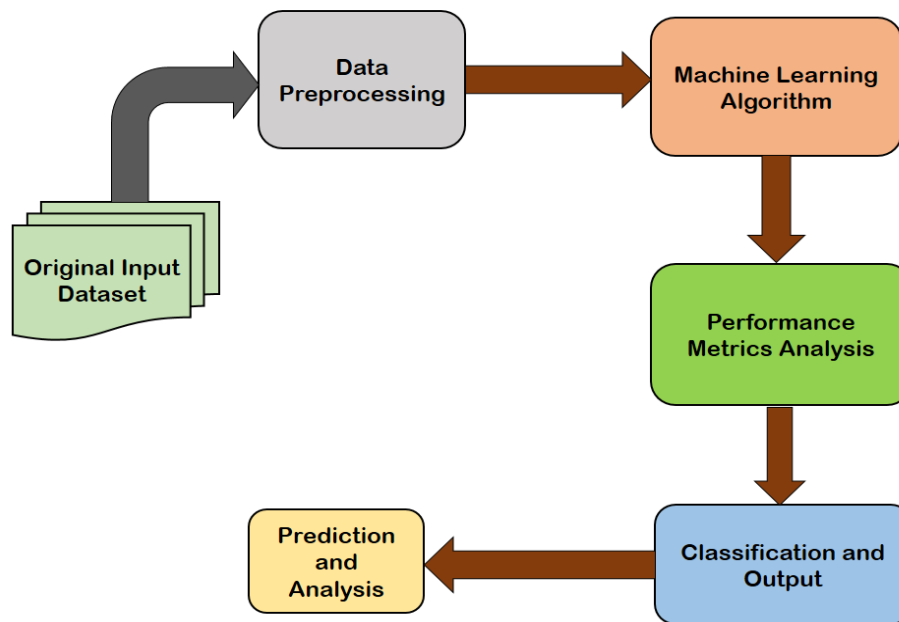 Data
Preprocessing
Machine Learning
Algorithm
Original Input
Dataset
Performance
Metrics Analysis
Classification and
Output
Prediction
and
Analysis